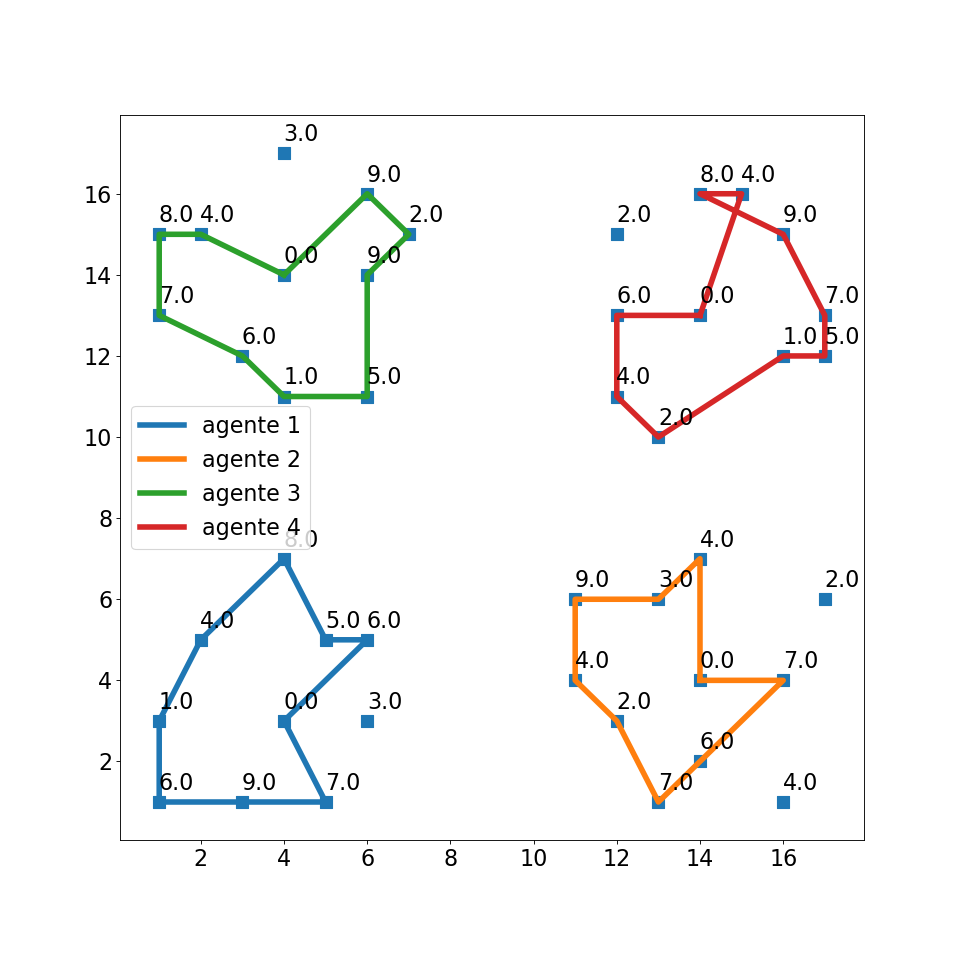 3.0
9.0
8.0 4.0
8.0 4.0 2.0
2.0 9.0
0.0 9.0
7.0 6.0 0.0 7.0
6.0 1.0 5.0
1.0 5.0 4.0
2.0
agente 1
agente 2
agente 3
agente 4
8.0 4.0
9.0 3.0 2.0
4.0 5.0 6.0
4.0 0.0 7.0
1.0 0.0 3.0 2.0
6.0
6.0 9.0 7.0 7.0 4.0
16
14
12
10
8
6
4
2
2 4 6 8 10 12 14 16